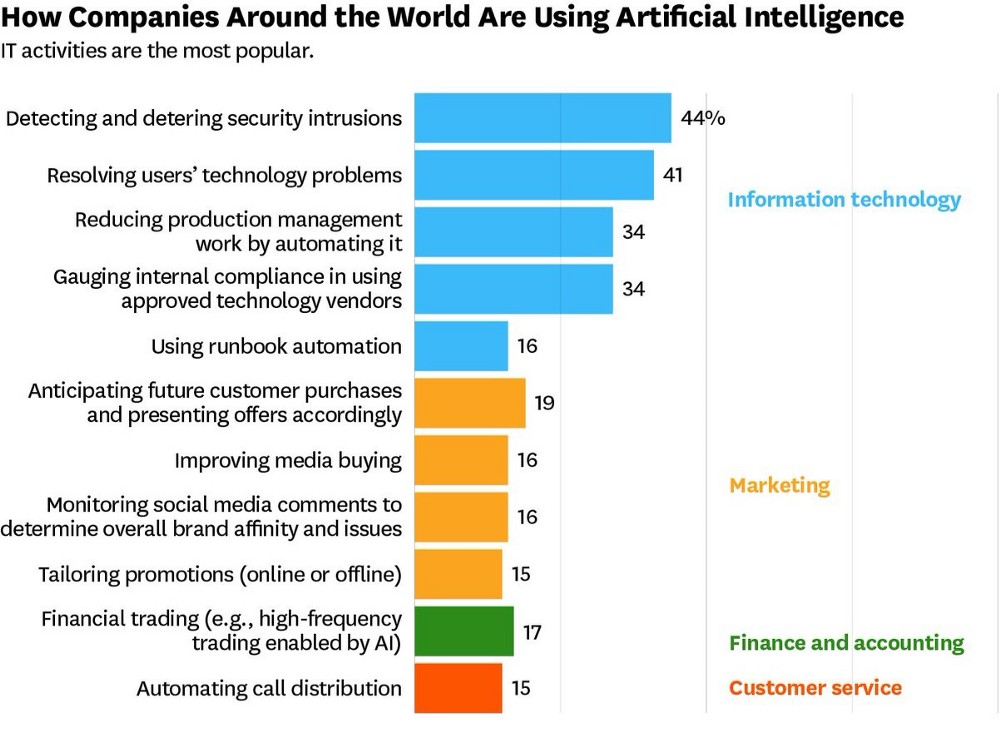 How Companies Around the World Are Using Artificial Intelligence
IT activities are the most popular.
Detecting and detering security intrusions
44%
Resolving users’ technology problems
41
Information technology
Reducing production management
work by automating it
34
Gauging internal compliance in using
approved technology vendors
34
Using runbook automation
16
Anticipating future customer purchases
and presenting offers accordingly
19
Improving media buying
16
Marketing
Monitoring social media comments to
determine overall brand affinity and issues
16
Tailoring promotions (online or offline)
15
Financial trading (e.g., high-frequency
trading enabled by AI)
17
Finance and accounting
Automating call distribution
15
Customer service